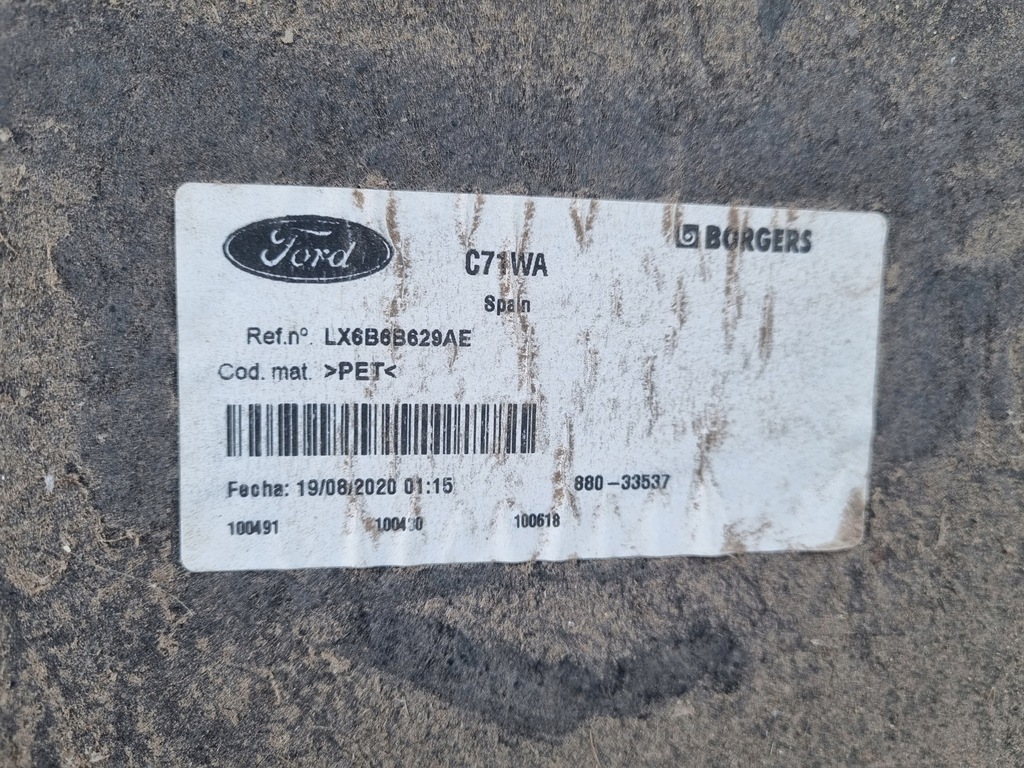 Ford
BORGERS
C71WA
Spain
Ref.nº. LX6B6B629AE
Cod. mat. >PET<
Fecha: 19/08/2020 01:15 880-33537
100491 100618